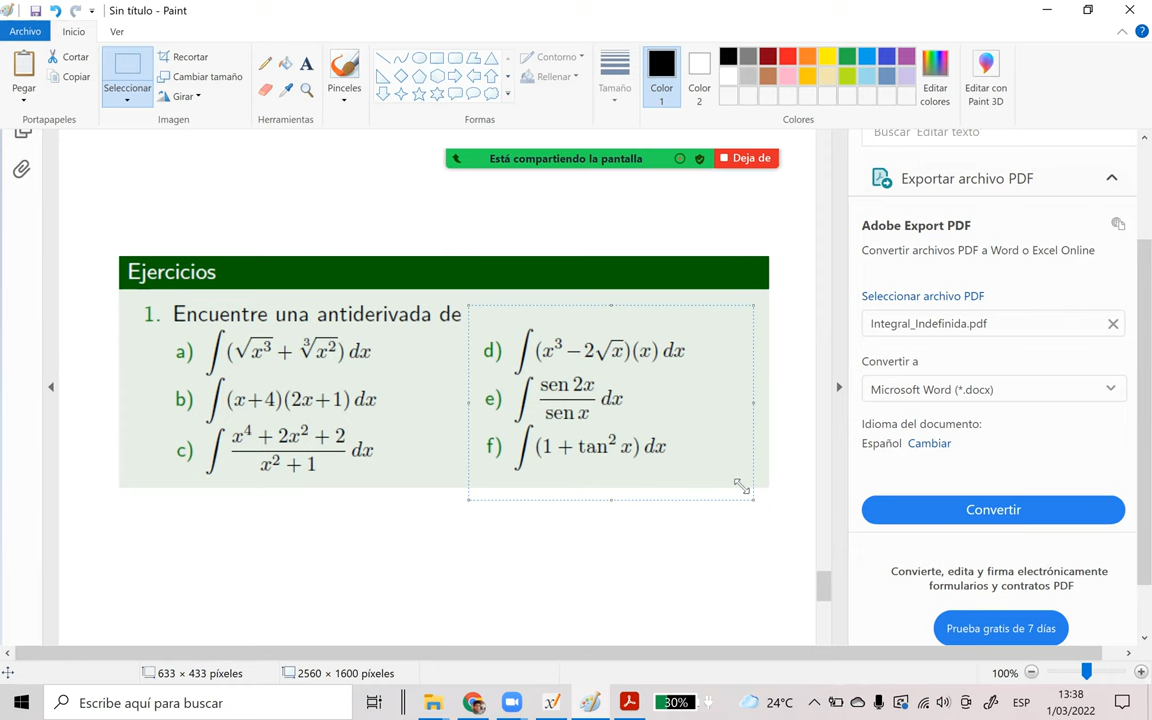 Sin título - Paint
Archivo Inicio Ver
Pegar
Cortar
Copiar
Portapapeles
Seleccionar
Recortar
Cambiar tamaño
Girar
Imagen
A
Herramientas
Pinceles
Contorno
Rellenar
Formas
Tamaño
Color 1
Color 2
Editar colores
Editar con Paint 3D
Colores
Está compartiendo la pantalla Deja de
Ejercicios
1. Encuentre una antiderivada de
a) ∫(√x³ + ∛x²) dx
b) ∫(x+4)(2x+1) dx
c) ∫ (x⁴ + 2x² + 2)/(x² + 1) dx
d) ∫(x³ − 2√x)(x) dx
e) ∫ (sen 2x)/(sen x) dx
f) ∫(1 + tan² x) dx
Buscar 'Editar texto'
Exportar archivo PDF
Adobe Export PDF
Convertir archivos PDF a Word o Excel Online
Seleccionar archivo PDF
Integral_Indefinida.pdf
Convertir a
Microsoft Word (*.docx)
Idioma del documento:
Español Cambiar
Convertir
Convierte, edita y firma electrónicamente
formularios y contratos PDF
Prueba gratis de 7 días
633 × 433 píxeles 2560 × 1600 píxeles 100%
Escribe aquí para buscar
30%
24°C
ESP
13:38
1/03/2022